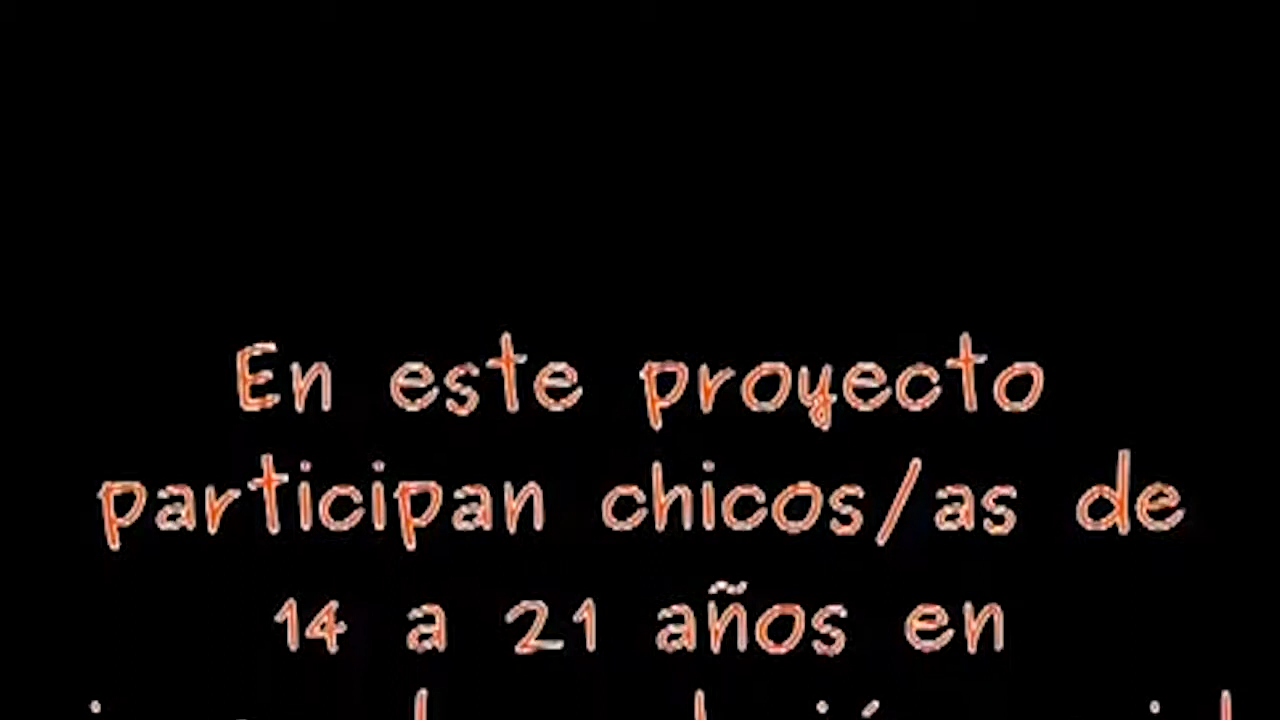 En este proyecto
participan chicos/as de
14 a 21 años en